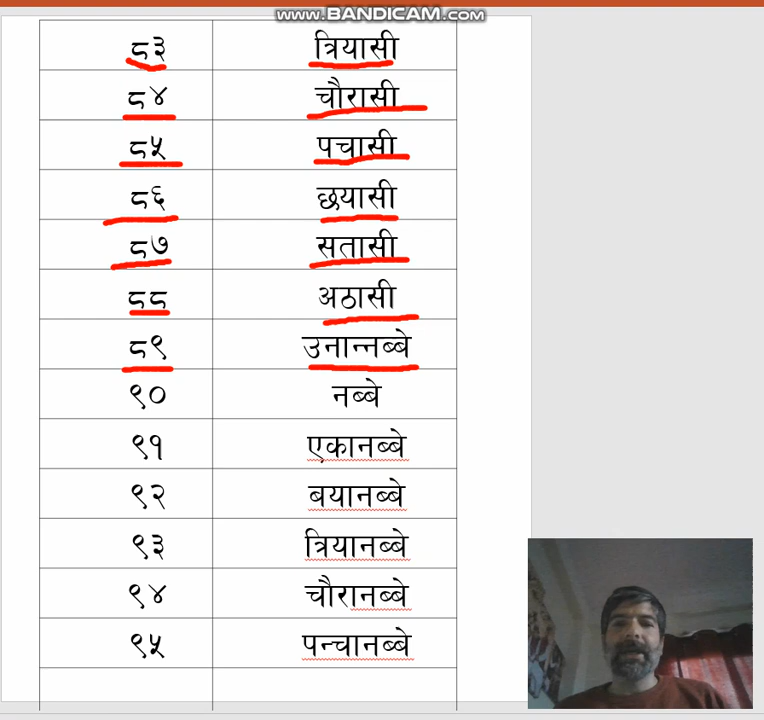 www.BANDICAM.com
८३ त्रियासी
८४ चौरासी
८५ पचासी
८६ छयासी
८७ सतासी
८८ अठासी
८९ उनान्नब्बे
९० नब्बे
९१ एकानब्बे
९२ बयानब्बे
९३ त्रियानब्बे
९४ चौरानब्बे
९५ पन्चानब्बे